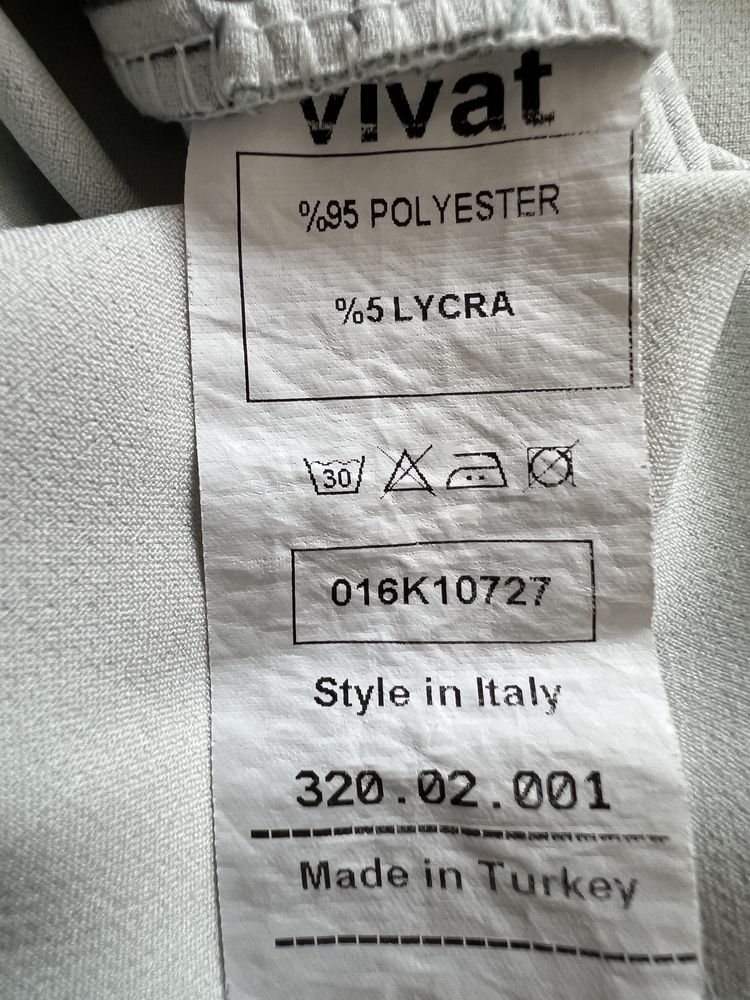 vivat
%95 POLYESTER
%5 LYCRA
30
016K10727
Style in Italy
320.02.001
Made in Turkey